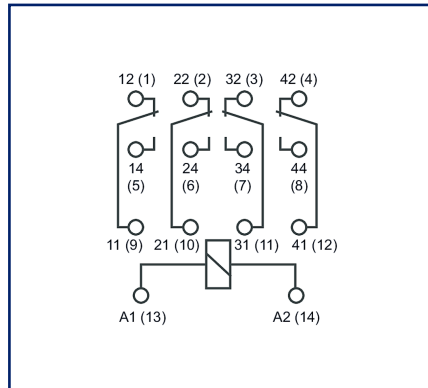 12 (1) 22 (2) 32 (3) 42 (4)
14 24 34 44
(5) (6) (7) (8)
11 (9) 21 (10) 31 (11) 41 (12)
A1 (13) A2 (14)